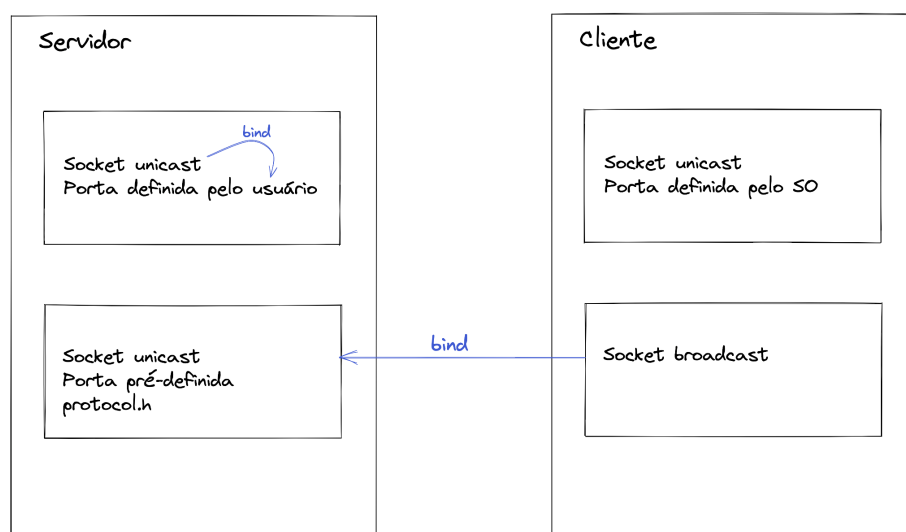 Servidor
bind
Socket unicast
Porta definida pelo usuário
Socket unicast
Porta pré-definida
protocol.h
bind
Cliente
Socket unicast
Porta definida pelo SO
Socket broadcast